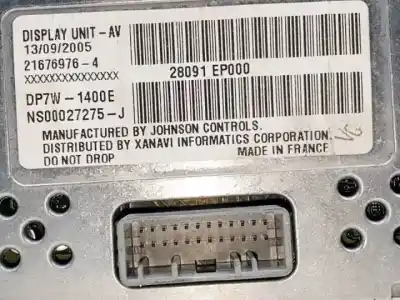 DISPLAY UNIT-AV
13/09/2005
21676976-4
XXXXXXXXXXXXXXX
28091 EP000
DP7W-1400E
NS00027275-J
MANUFACTURED BY JOHNSON CONTROLS.
DISTRIBUTED BY XANAVI INFORMATICS CORPORATION.
DO NOT DROP MADE IN FRANCE